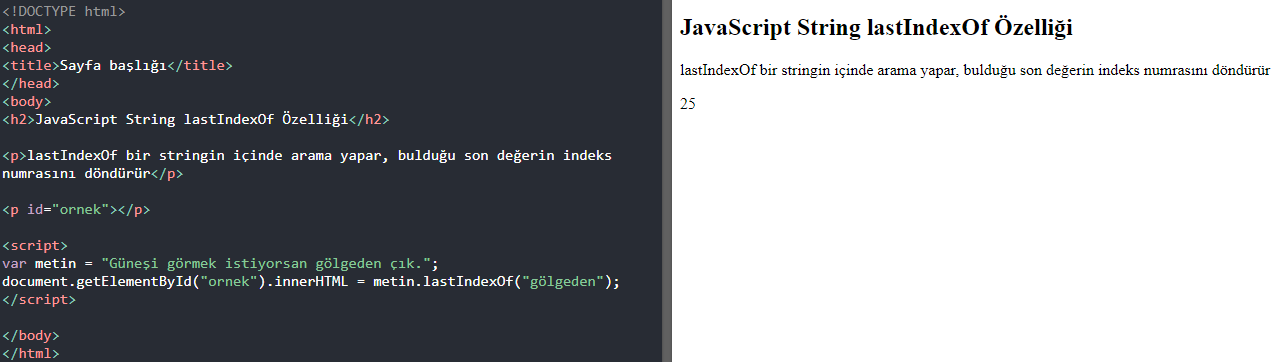 <!DOCTYPE html>
<html>
<head>
<title>Sayfa başlığı</title>
</head>
<body>
<h2>JavaScript String lastIndexOf Özelliği</h2>
<p>lastIndexOf bir stringin içinde arama yapar, bulduğu son değerin indeks
numrasını döndürür</p>
<p id="ornek"></p>
<script>
var metin = "Güneşi görmek istiyorsan gölgeden çık.";
document.getElementById("ornek").innerHTML = metin.lastIndexOf("gölgeden");
</script>
</body>
</html>
JavaScript String lastIndexOf Özelliği
lastIndexOf bir stringin içinde arama yapar, bulduğu son değerin indeks numrasını döndürür
25